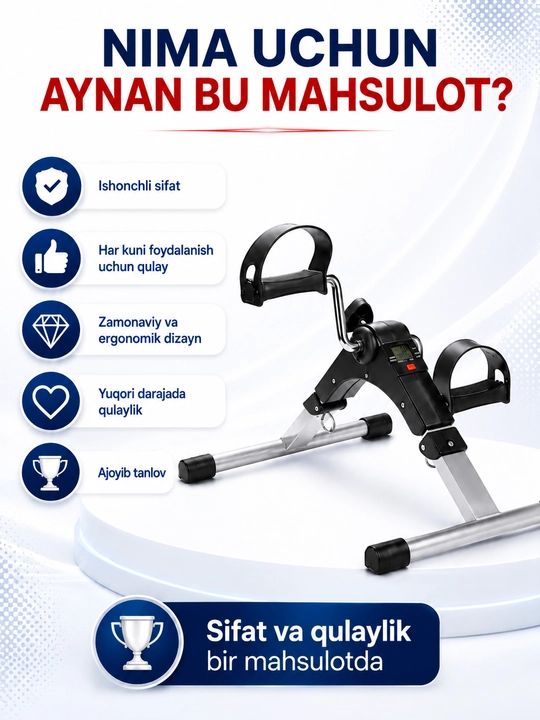 NIMA UCHUN
AYNAN BU MAHSULOT?
Ishonchli sifat
Har kuni foydalanish
uchun qulay
Zamonaviy va
ergonomik dizayn
Yuqori darajada
qulaylik
Ajoyib tanlov
Sifat va qulaylik
bir mahsulotda